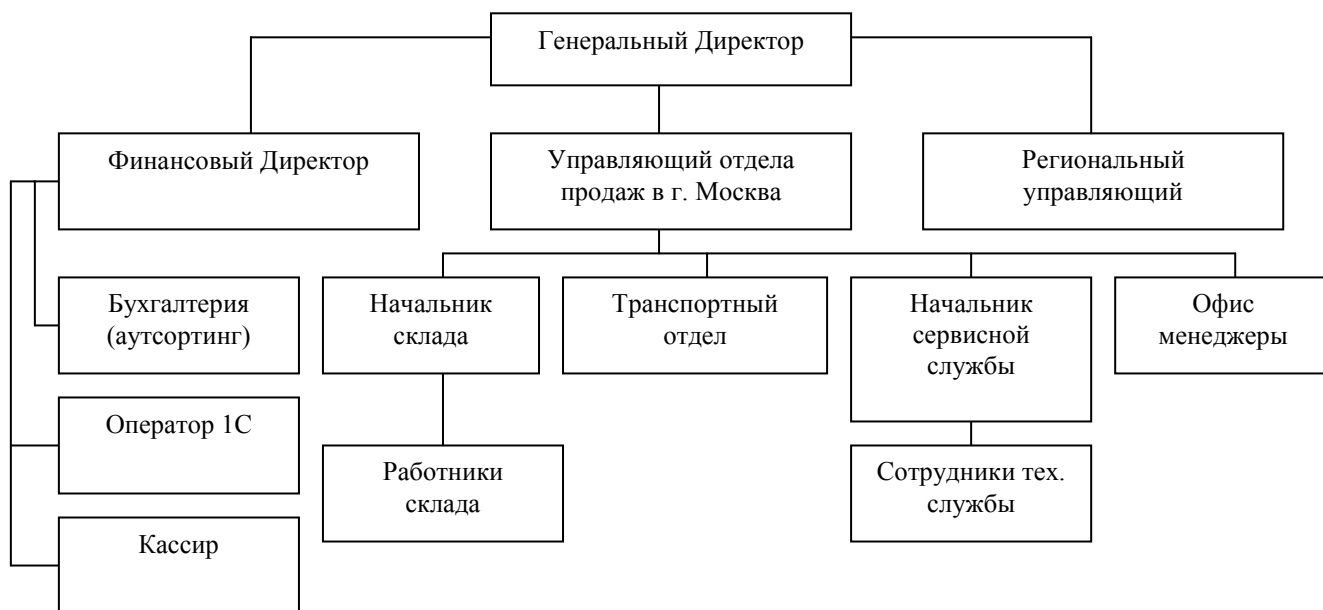 Генеральный Директор
Финансовый Директор
Управляющий отдела
продаж в г. Москва
Региональный
управляющий
Бухгалтерия
(аутсортинг)
Начальник
склада
Транспортный
отдел
Начальник
сервисной
службы
Офис
менеджеры
Оператор 1С
Работники
склада
Сотрудники тех.
службы
Кассир